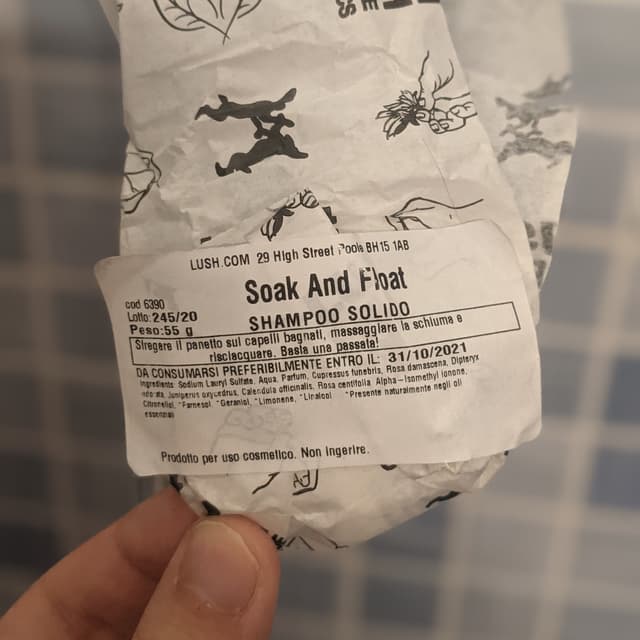 LUSH.COM 29 High Street Poole BH15 1AB
Soak And Float
cod 6390
Lotto: 245/20
Peso: 55 g
SHAMPOO SOLIDO
Stregare il panetto sui capelli bagnati, massaggiare la schiuma e
risciacquare. Basta una passata!
DA CONSUMARSI PREFERIBILMENTE ENTRO IL: 31/10/2021
Ingredients: Sodium Lauryl Sulfate, Aqua, Parfum, Cupressus funebris, Rosa damascena, Dipteryx
odorata, Juniperus oxycedrus, Calendula officinalis, Rosa centifolia Alpha-Isomethyl ionone,
Citronellol, *Farnesol *Geraniol, *Limonene, *Linalool *Presente naturalmente negli oli
essenziali
Prodotto per uso cosmetico. Non ingerire.